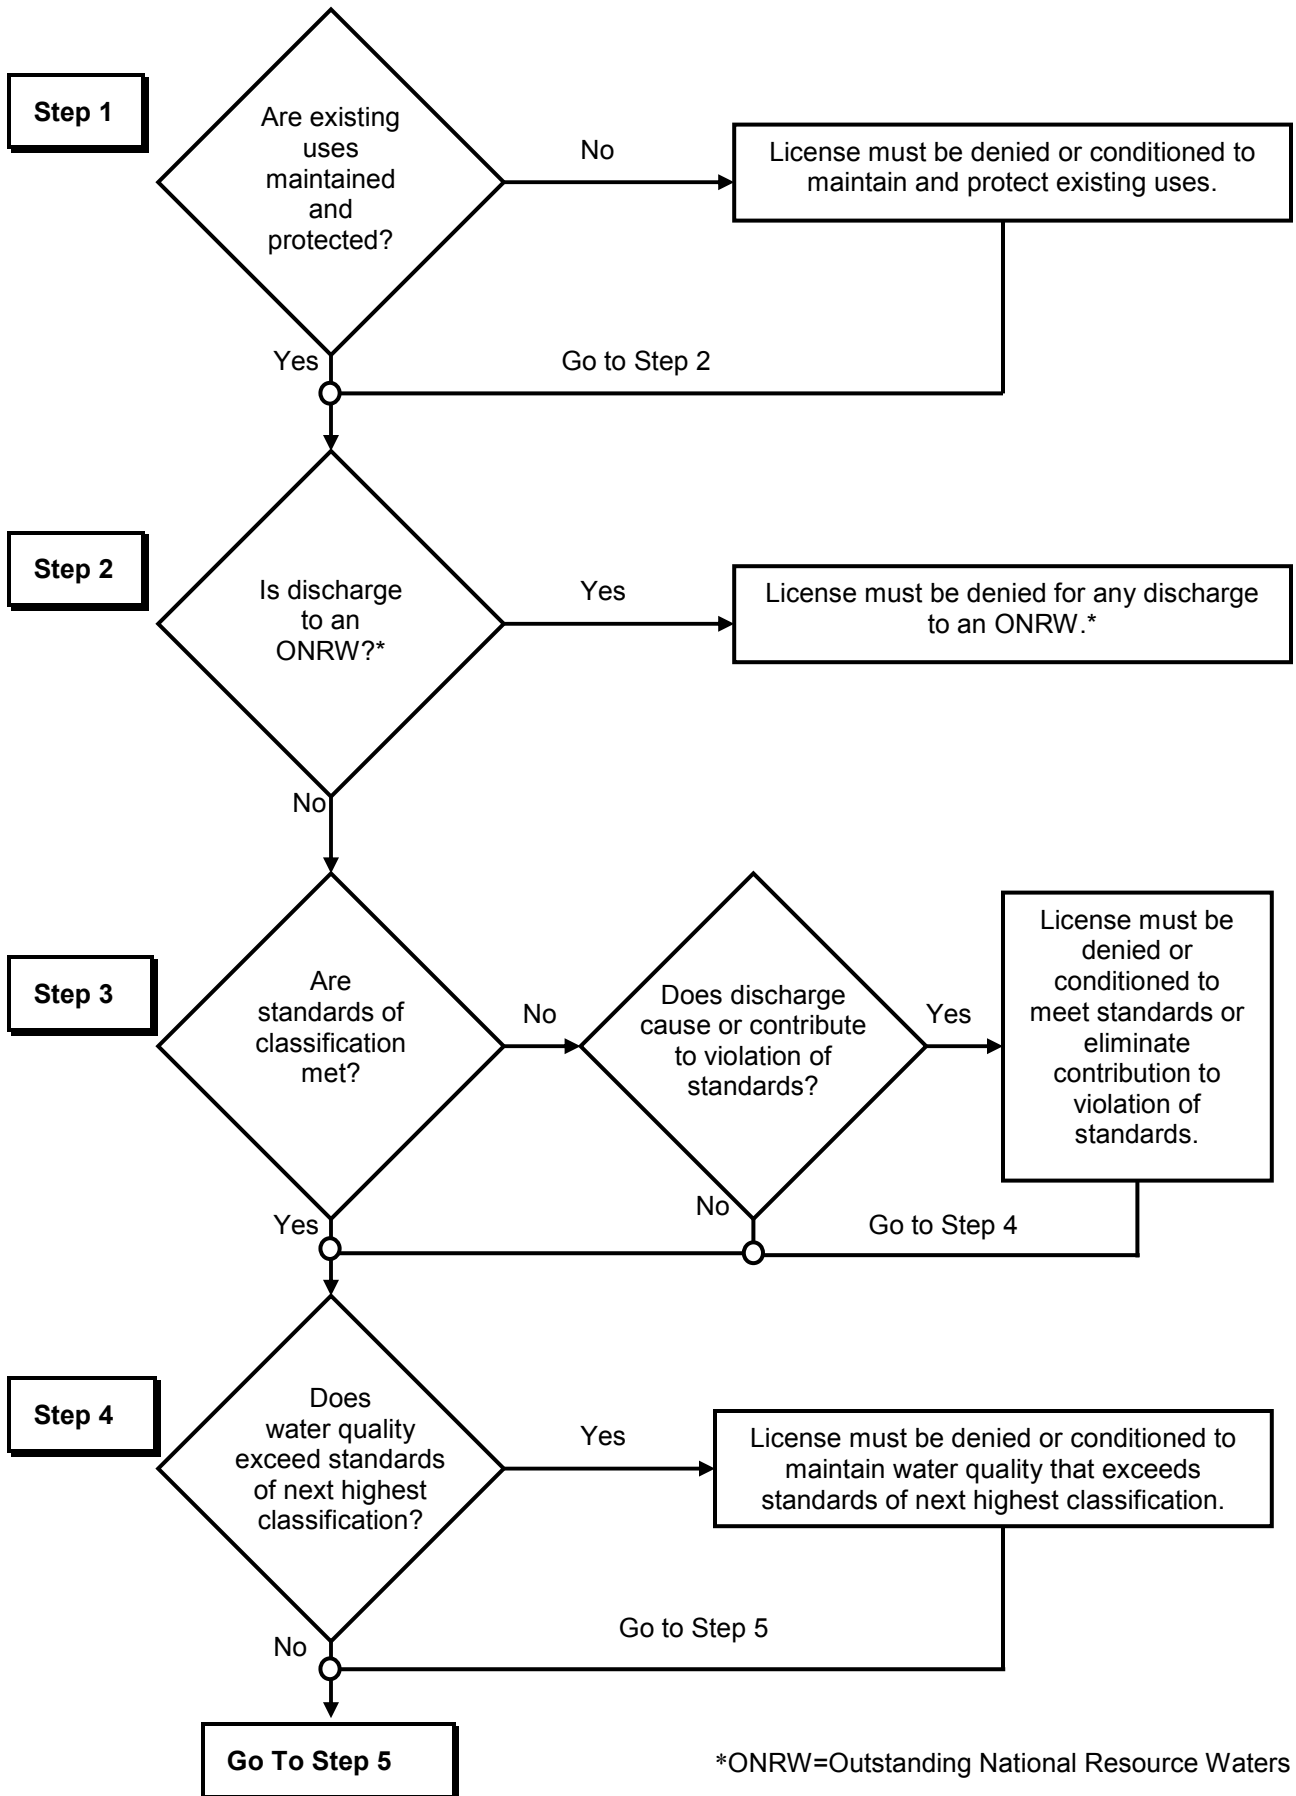 Step 1
Are existing
uses
maintained
and
protected?
No
License must be denied or conditioned to
maintain and protect existing uses.
Yes
Go to Step 2
Step 2
Is discharge
to an
ONRW?*
Yes
License must be denied for any discharge
to an ONRW.*
No
Step 3
Are
standards of
classification
met?
No
Does discharge
cause or contribute
to violation of
standards?
Yes
License must be
denied or
conditioned to
meet standards or
eliminate
contribution to
violation of
standards.
Yes
No
Go to Step 4
Step 4
Does
water quality
exceed standards
of next highest
classification?
Yes
License must be denied or conditioned to
maintain water quality that exceeds
standards of next highest classification.
No
Go to Step 5
Go To Step 5
*ONRW=Outstanding National Resource Waters